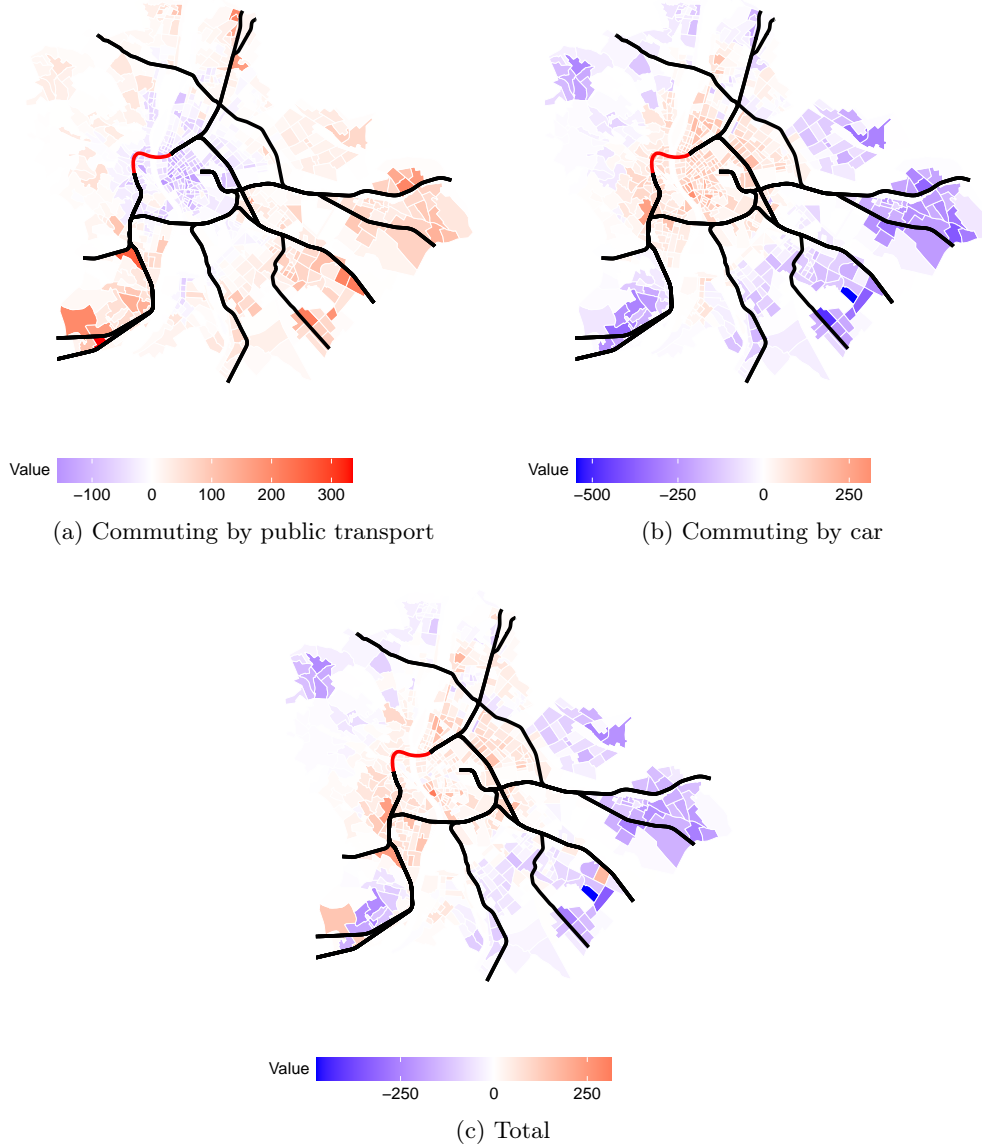 Value
−100 0 100 200 300
(a) Commuting by public transport
Value
−500 −250 0 250
(b) Commuting by car
Value
−250 0 250
(c) Total